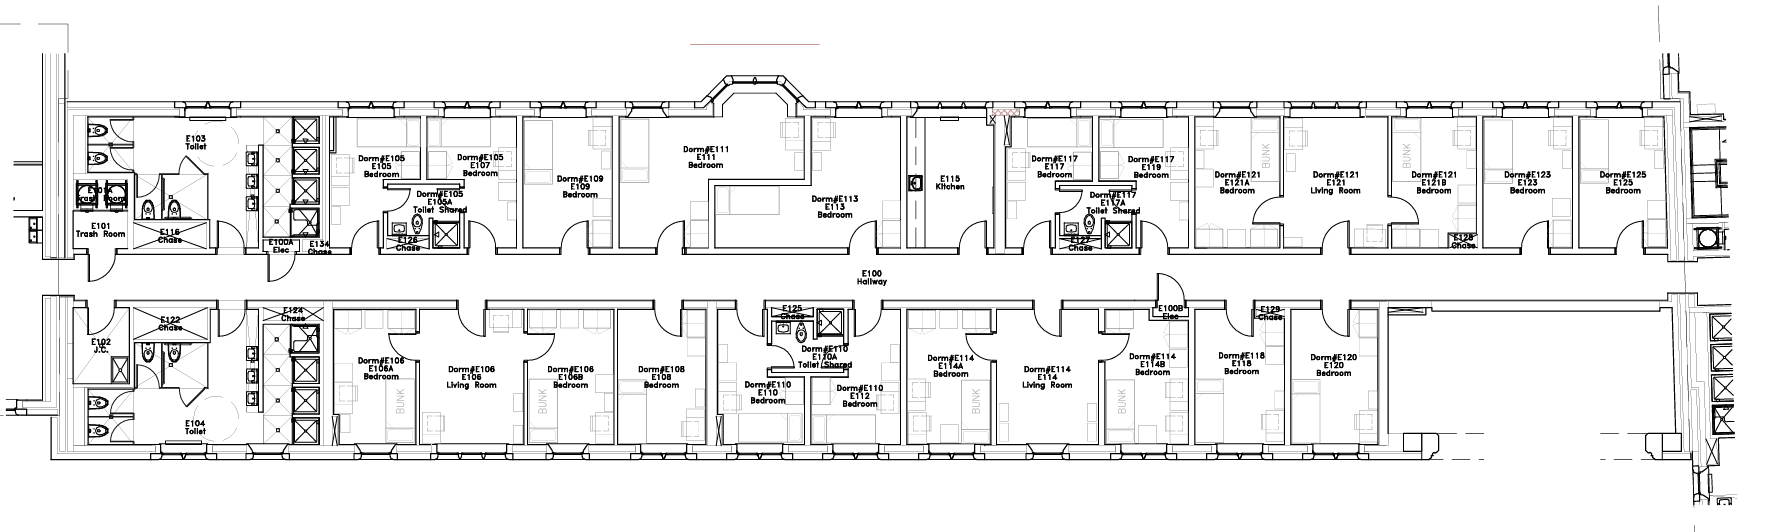 E103
Toilet
E101
Trash Room
E116
Chase
E100A
Elec
E134
Chase
Dorm#E105
E105
Bedroom
Dorm#E105
E107
Bedroom
Dorm#E105
E105A
Toilet Shared
E126
Chase
Dorm#E109
E109
Bedroom
Dorm#E111
E111
Bedroom
Dorm#E113
E113
Bedroom
E115
Kitchen
Dorm#E117
E117
Bedroom
Dorm#E117
E119
Bedroom
Dorm#E117
E117A
Toilet Shared
E127
Chase
Dorm#E121
E121A
Bedroom
BUNK
Dorm#E121
E121
Living Room
Dorm#E121
E121B
Bedroom
BUNK
E128
Chase
Dorm#E123
E123
Bedroom
Dorm#E125
E125
Bedroom
E100
Hallway
E102
J.C.
E122
Chase
E124
Chase
E104
Toilet
Dorm#E106
E106A
Bedroom
BUNK
Dorm#E106
E106
Living Room
Dorm#E106
E106B
Bedroom
BUNK
Dorm#E108
E108
Bedroom
E125
Chase
Dorm#E110
E110A
Toilet Shared
Dorm#E110
E110
Bedroom
Dorm#E110
E112
Bedroom
Dorm#E114
E114A
Bedroom
BUNK
Dorm#E114
E114
Living Room
Dorm#E114
E114B
Bedroom
BUNK
E100B
Elec
Dorm#E118
E118
Bedroom
E129
Chase
Dorm#E120
E120
Bedroom